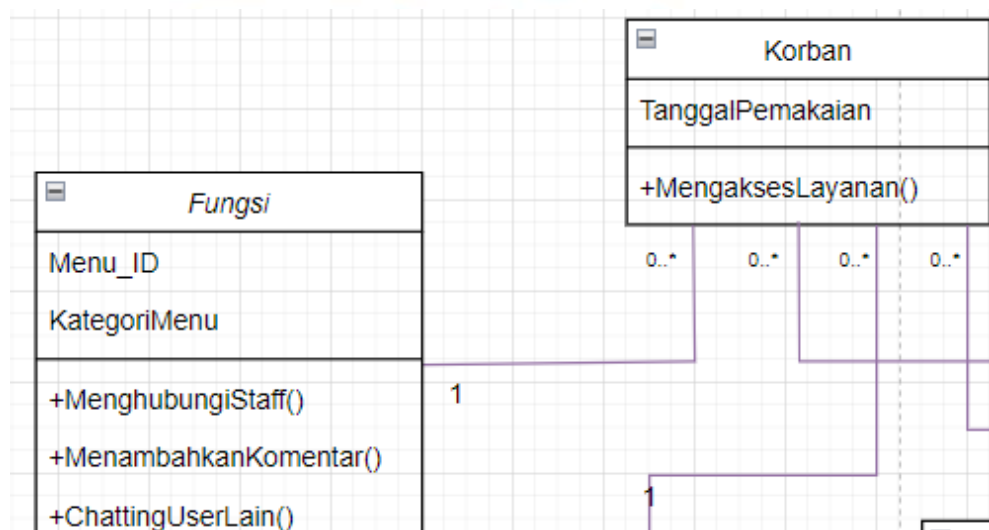 Korban
TanggalPemakaian
+MengaksesLayanan()
0..*
0..*
0..*
0..*
Fungsi
Menu_ID
KategoriMenu
+MenghubungiStaff()
+MenambahkanKomentar()
+ChattingUserLain()
1
1